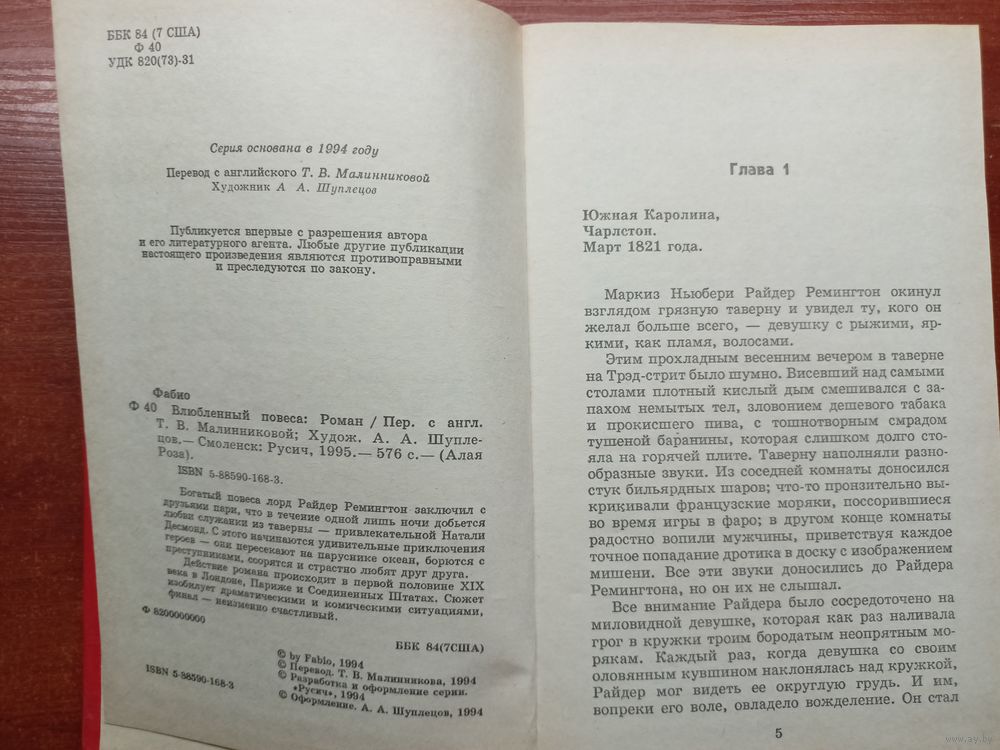 ББК 84 (7 США)
Ф 40
УДК 820(73)-31
Серия основана в 1994 году
Перевод с английского Т. В. Малинниковой
Художник А А. Шуплецов
Публикуется впервые с разрешения автора
и его литературного агента. Любые другие публикации
настоящего произведения являются противоправными
и преследуются по закону.
Фабио
Ф 40 Влюбленный повеса: Роман / Пер. с англ.
Т. В. Малинниковой; Худож. А. А. Шупле-
цов.— Смоленск: Русич, 1995.— 576 с.— (Алая
Роза).
ISBN 5-88590-168-3.
Богатый повеса лорд Райдер Ремингтон заключил с
друзьями пари, что в течение одной лишь ночи добьется
любви служанки из таверны — привлекательной Натали
Десмонд. С этого начинаются удивительные приключения
героев — они пересекают на паруснике океан, борются с
преступниками, ссорятся и страстно любят друг друга.
Действие романа происходит в первой половине XIX
века в Лондоне, Париже и Соединенных Штатах. Сюжет
изобилует драматическими и комическими ситуациями,
финал — неизменно счастливый.
Ф 8200000000
ББК 84(7США)
© by Fabio, 1994
© Перевод. Т. В. Малинникова, 1994
© Разработка и оформление серии.
«Русич», 1994
© Оформление. А. А. Шуплецов, 1994
ISBN 5-88590-168-3
Глава 1
Южная Каролина,
Чарлстон.
Март 1821 года.
Маркиз Ньюбери Райдер Ремингтон окинул
взглядом грязную таверну и увидел ту, кого он
желал больше всего, — девушку с рыжими, яр-
кими, как пламя, волосами.
Этим прохладным весенним вечером в таверне
на Трэд-стрит было шумно. Висевший над самыми
столами плотный кислый дым смешивался с за-
пахом немытых тел, зловонием дешевого табака
и прокисшего пива, с тошнотворным смрадом
тушеной баранины, которая слишком долго сто-
яла на горячей плите. Таверну наполняли разно-
образные звуки. Из соседней комнаты доносился
стук бильярдных шаров; что-то пронзительно вы-
крикивали французские моряки, поссорившиеся
во время игры в фаро; в другом конце комнаты
радостно вопили мужчины, приветствуя каждое
точное попадание дротика в доску с изображением
мишени. Все эти звуки доносились до Райдера
Ремингтона, но он их не слышал.
Все внимание Райдера было сосредоточено на
миловидной девушке, которая как раз наливала
грог в кружки троим бородатым неопрятным мо-
рякам. Каждый раз, когда девушка со своим
оловянным кувшином наклонялась над кружкой,
Райдер мог видеть ее округлую грудь. И им,
вопреки его воле, овладело вожделение. Он стал
5
www.ay.by